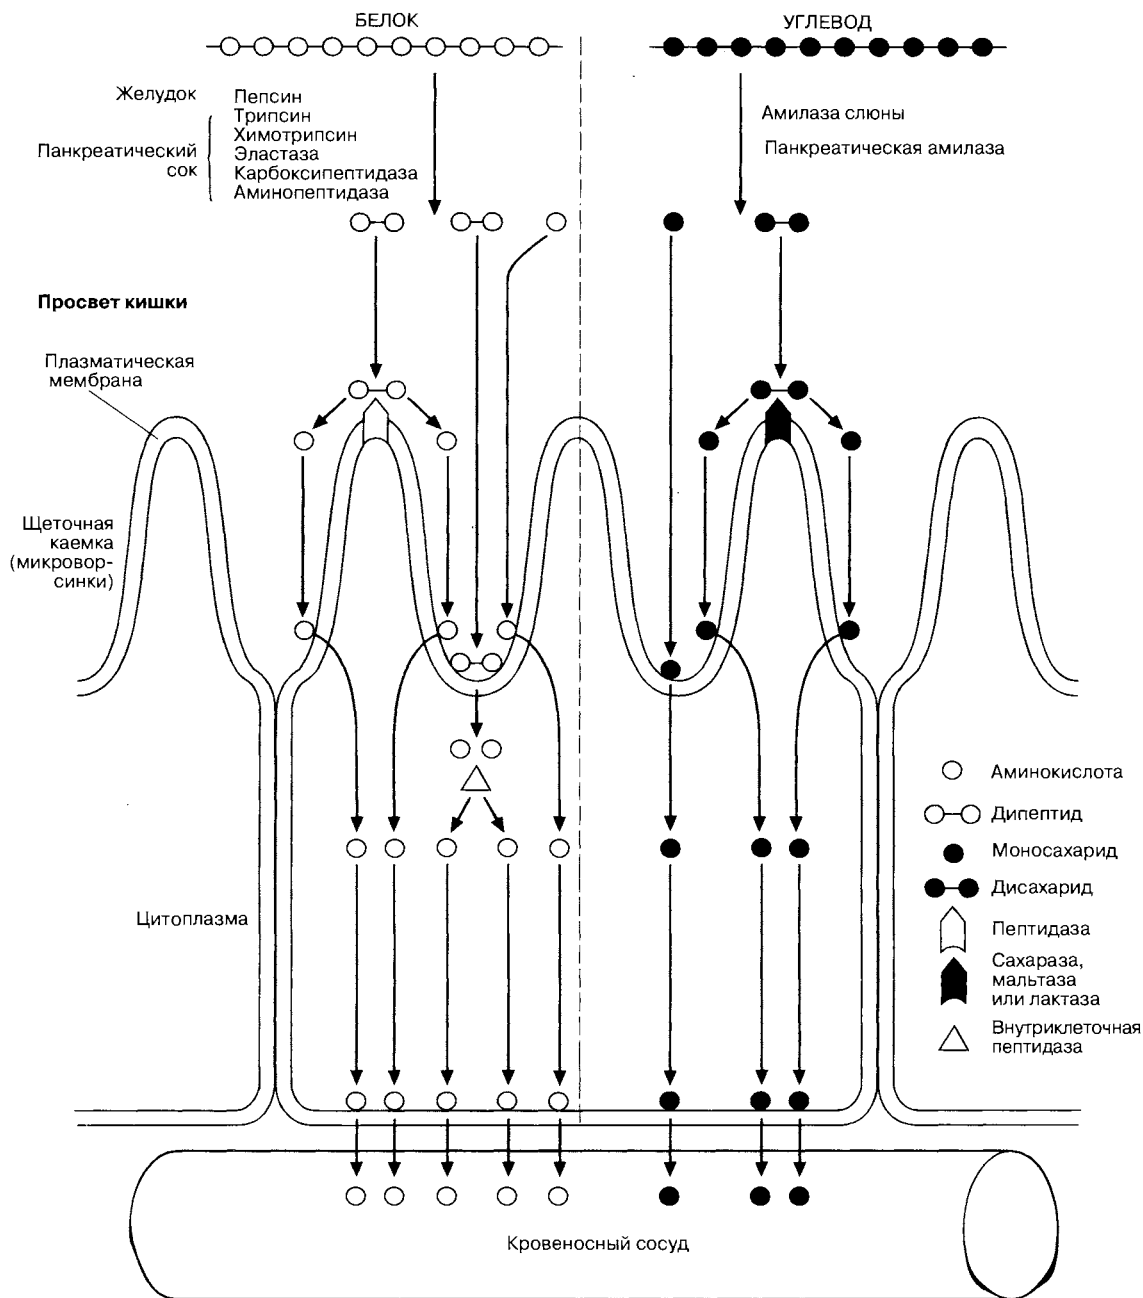 БЕЛОК
УГЛЕВОД
Желудок
Пепсин
Трипсин
Химотрипсин
Эластаза
Карбоксипептидаза
Аминопептидаза
Панкреатический
сок
Амилаза слюны
Панкреатическая амилаза
Просвет кишки
Плазматическая
мембрана
Щеточная
каемка
(микровор-
синки)
Цитоплазма
Аминокислота
Дипептид
Моносахарид
Дисахарид
Пептидаза
Сахараза,
мальтаза
или лактаза
Внутриклеточная
пептидаза
Кровеносный сосуд